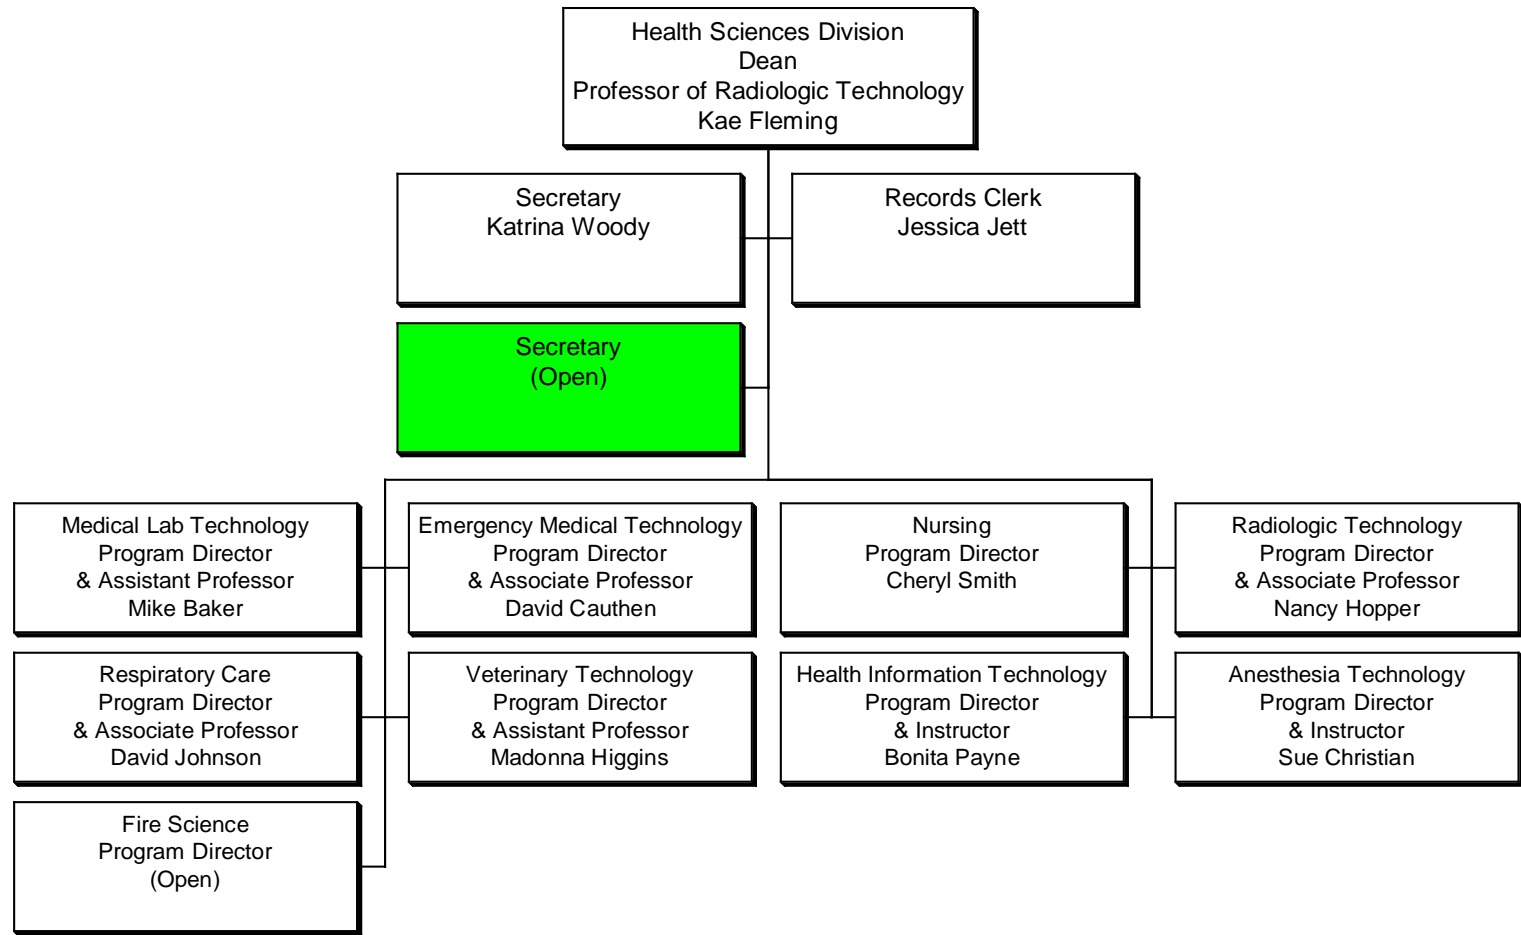 Health Sciences Division
Dean
Professor of Radiologic Technology
Kae Fleming
Secretary
Katrina Woody
Records Clerk
Jessica Jett
Secretary
(Open)
Medical Lab Technology
Program Director
& Assistant Professor
Mike Baker
Emergency Medical Technology
Program Director
& Associate Professor
David Cauthen
Nursing
Program Director
Cheryl Smith
Radiologic Technology
Program Director
& Associate Professor
Nancy Hopper
Respiratory Care
Program Director
& Associate Professor
David Johnson
Veterinary Technology
Program Director
& Assistant Professor
Madonna Higgins
Health Information Technology
Program Director
& Instructor
Bonita Payne
Anesthesia Technology
Program Director
& Instructor
Sue Christian
Fire Science
Program Director
(Open)